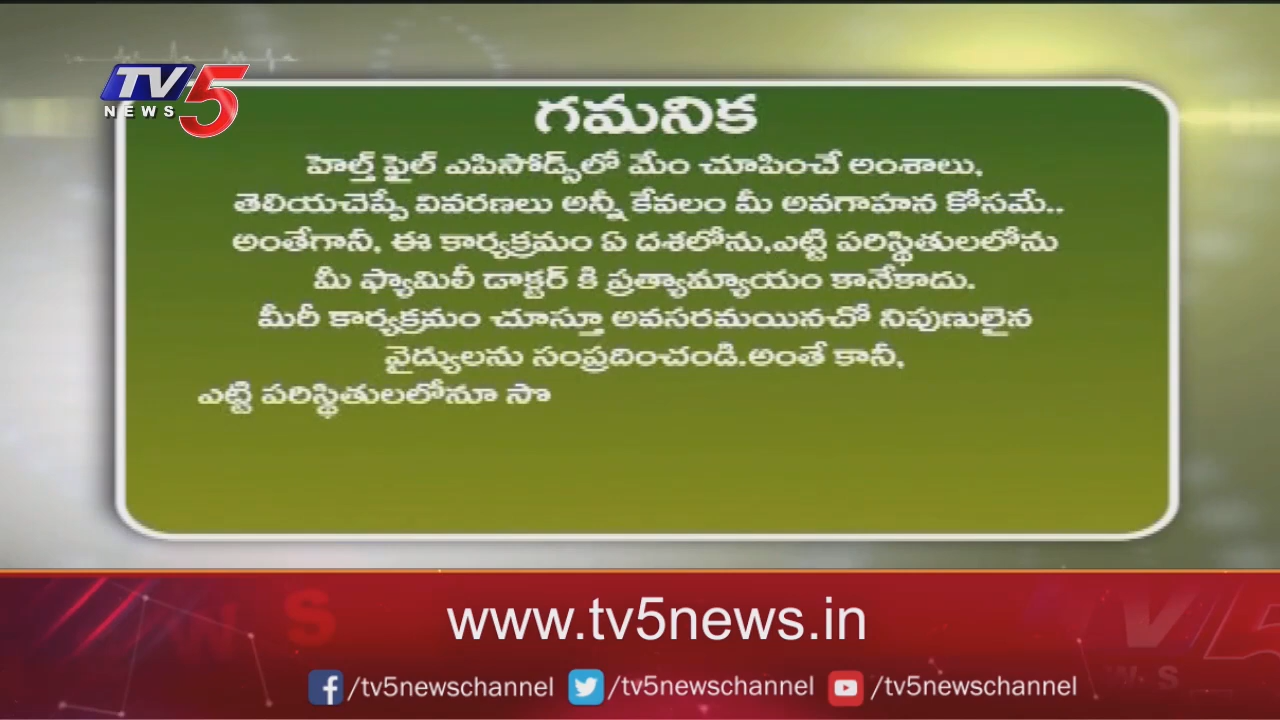 TV5
NEWS
గమనిక
హెల్త్ ఫైల్ ఎపిసోడ్స్‌లో మేం చూపించే అంశాలు,
తెలియచెప్పే వివరణలు అన్నీ కేవలం మీ అవగాహన కోసమే..
అంతేగానీ, ఈ కార్యక్రమం ఏ దశలోను,ఎట్టి పరిస్థితులలోను
మీ ఫ్యామిలీ డాక్టర్ కి ప్రత్యామ్యాయం కానేకాదు.
మీరీ కార్యక్రమం చూస్తూ అవసరమయినచో నిపుణులైన
వైద్యులను సంప్రదించండి.అంతే కానీ,
ఎట్టి పరిస్థితులలోనూ సొ
www.tv5news.in
/tv5newschannel /tv5newschannel /tv5newschannel